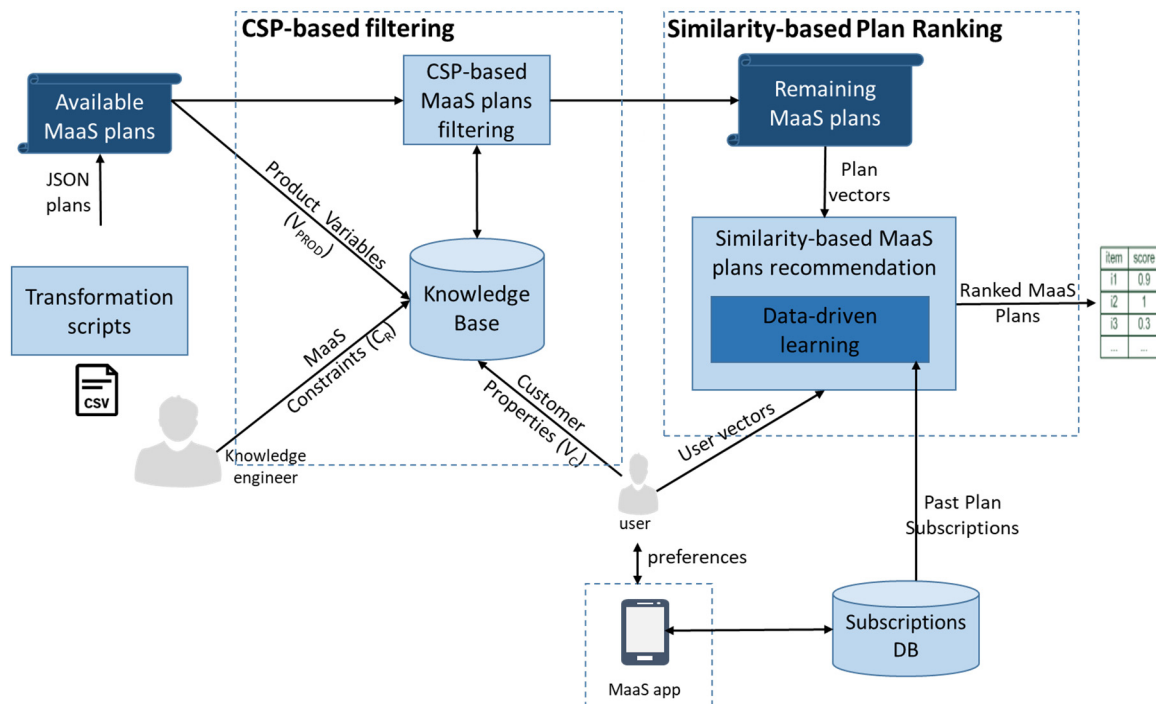 CSP-based filtering
Similarity-based Plan Ranking
Available
MaaS plans
CSP-based
MaaS plans
filtering
Remaining
MaaS plans
JSON
plans
Product Variables
(V_PROD)
Plan
vectors
Transformation
scripts
CSV
Knowledge
Base
Similarity-based MaaS
plans recommendation
Data-driven
learning
Ranked MaaS
Plans
item score
i1 0.9
i2 1
i3 0.3
... ...
MaaS
Constraints (C_R)
Customer
Properties (V_C)
User vectors
Knowledge
engineer
user
Past Plan
Subscriptions
preferences
Subscriptions
DB
MaaS app